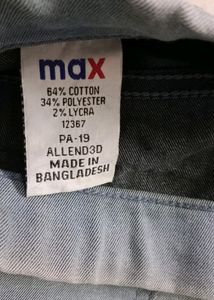 max
64% COTTON
34% POLYESTER
2% LYCRA
12367
PA-19
ALLEND3D
MADE IN
BANGLADESH